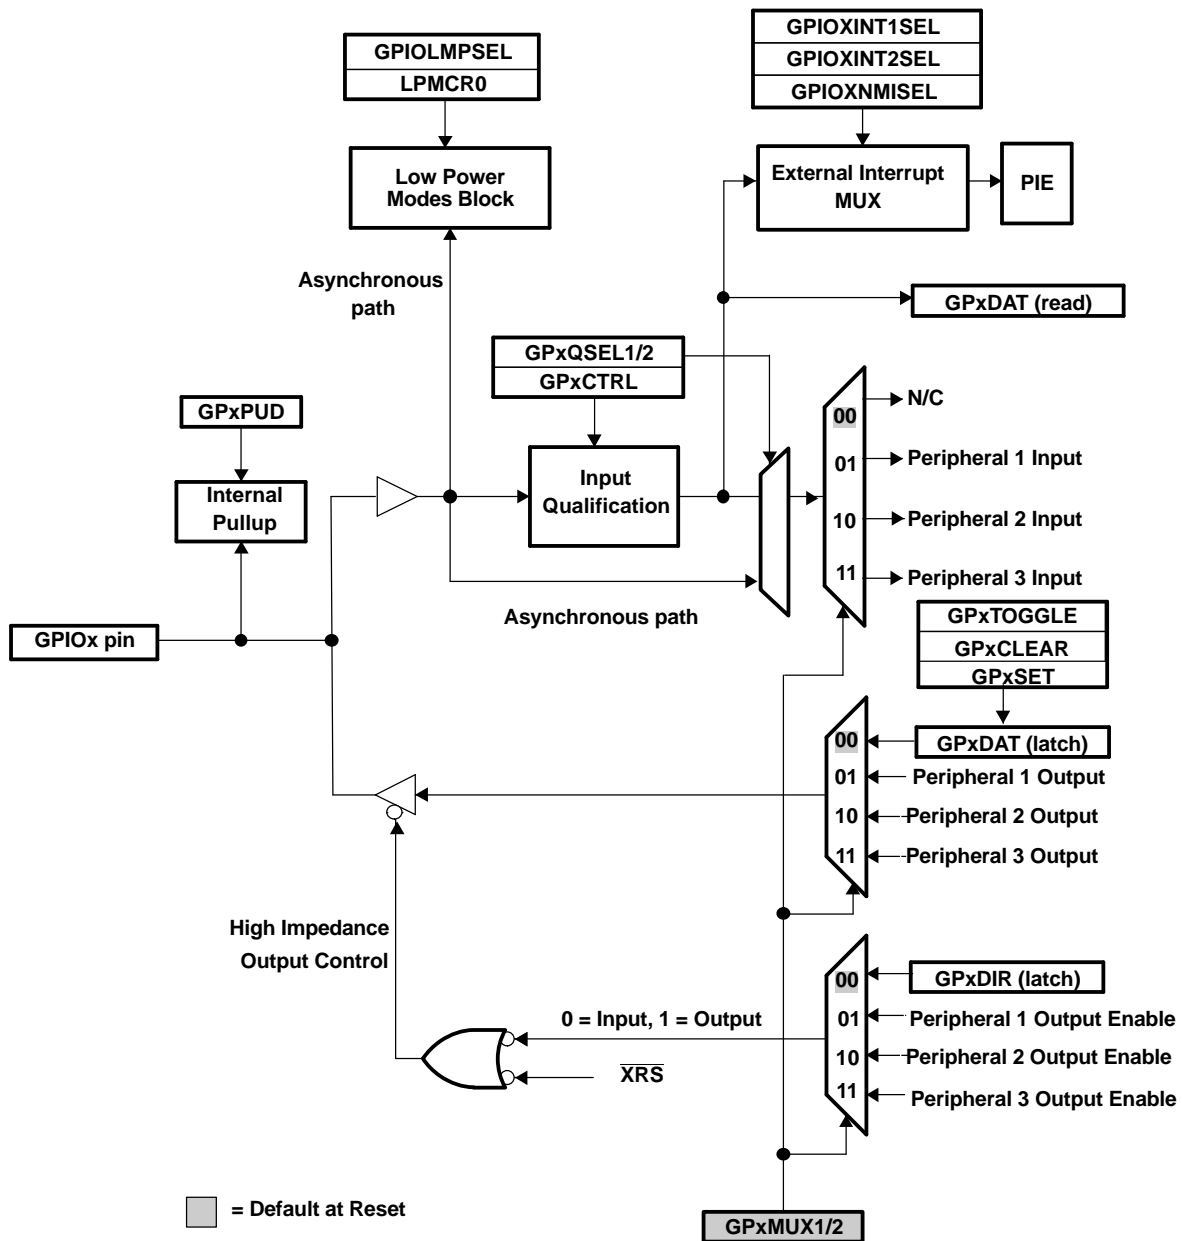 GPIOLMPSEL
LPMCR0
GPIOXINT1SEL
GPIOXINT2SEL
GPIOXNMISEL
Low Power
Modes Block
External Interrupt
MUX
PIE
Asynchronous
path
GPxDAT (read)
GPxQSEL1/2
GPxCTRL
GPxPUD
Internal
Pullup
Input
Qualification
00
01
10
11
N/C
Peripheral 1 Input
Peripheral 2 Input
Peripheral 3 Input
Asynchronous path
GPIOx pin
GPxTOGGLE
GPxCLEAR
GPxSET
00
01
10
11
GPxDAT (latch)
Peripheral 1 Output
Peripheral 2 Output
Peripheral 3 Output
High Impedance
Output Control
00
01
10
11
GPxDIR (latch)
Peripheral 1 Output Enable
Peripheral 2 Output Enable
Peripheral 3 Output Enable
0 = Input, 1 = Output
XRS
= Default at Reset
GPxMUX1/2